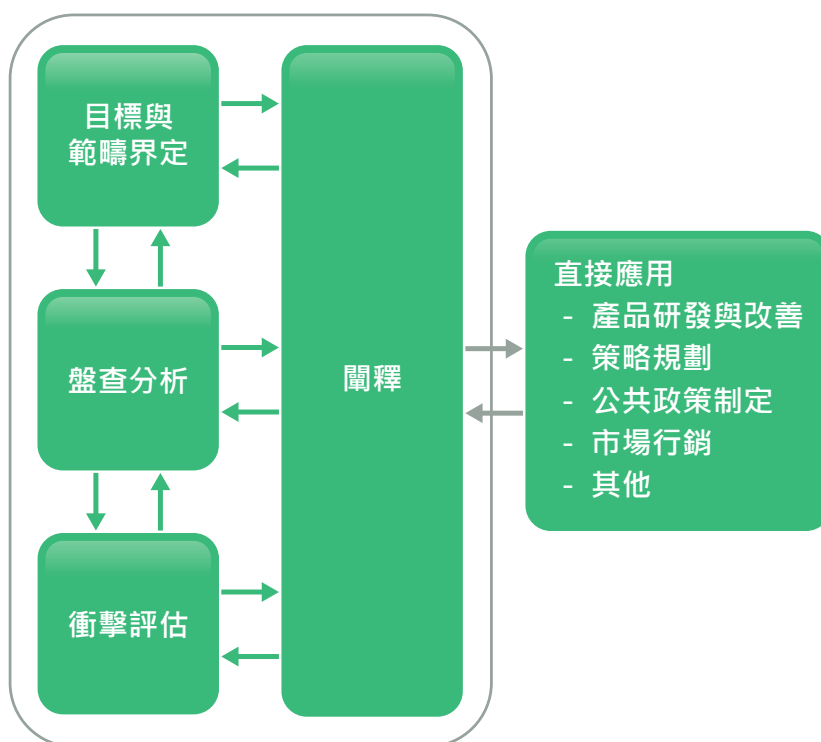 目標與
範疇界定
盤查分析
衝擊評估
闡釋
直接應用
- 產品研發與改善
- 策略規劃
- 公共政策制定
- 市場行銷
- 其他